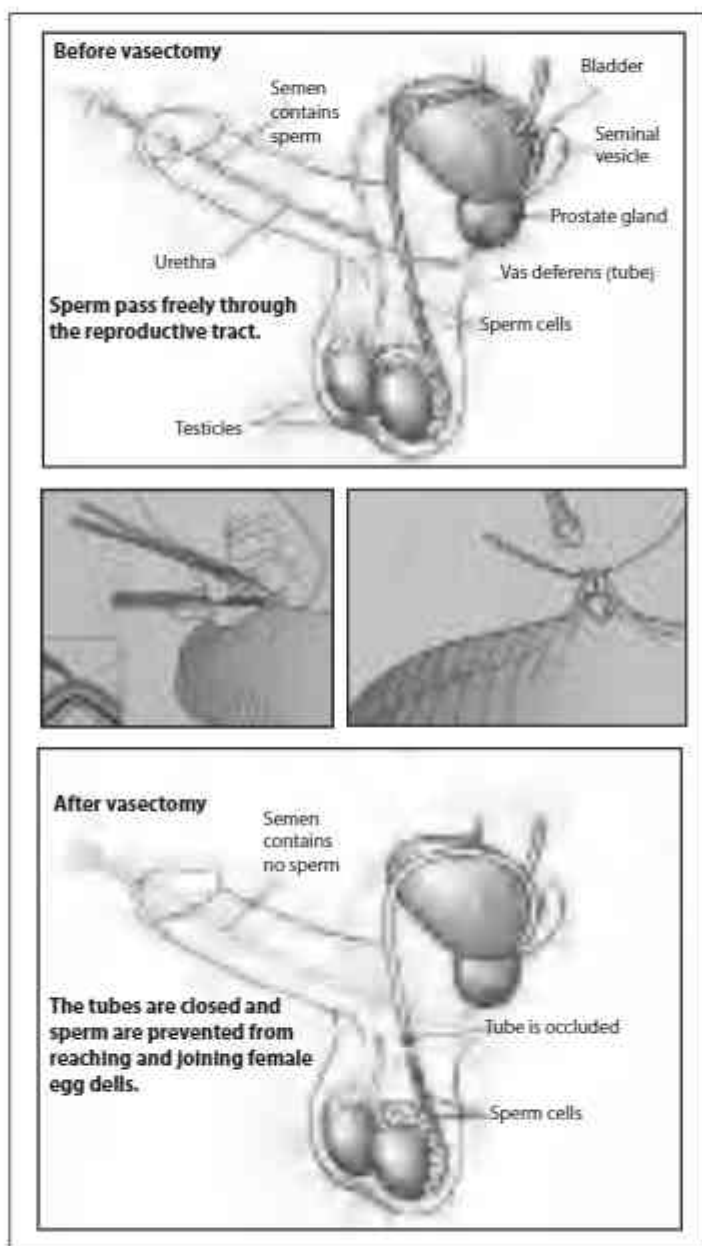 Before vasectomy
Semen
contains
sperm
Bladder
Seminal
vesicle
Prostate gland
Urethra
Vas deferens (tube)
Sperm pass freely through
the reproductive tract.
Sperm cells
Testicles
After vasectomy
Semen
contains
no sperm
The tubes are closed and
sperm are prevented from
reaching and joining female
egg dells.
Tube is occluded
Sperm cells